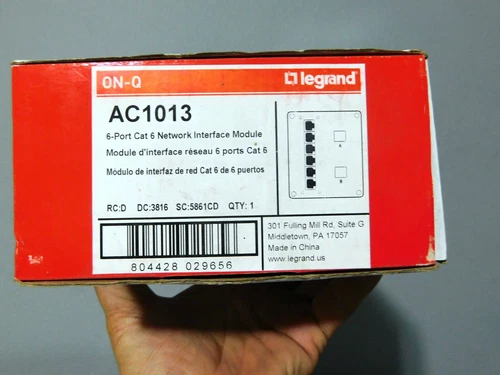 ON-Q
legrand
AC1013
6-Port Cat 6 Network Interface Module
Module d'interface réseau 6 ports Cat 6
Módulo de interfaz de red Cat 6 de 6 puertos
A
B
RC:D DC:3816 SC:5861CD QTY: 1
804428 029656
301 Fulling Mill Rd, Suite G
Middletown, PA 17057
Made in China
www.legrand.us